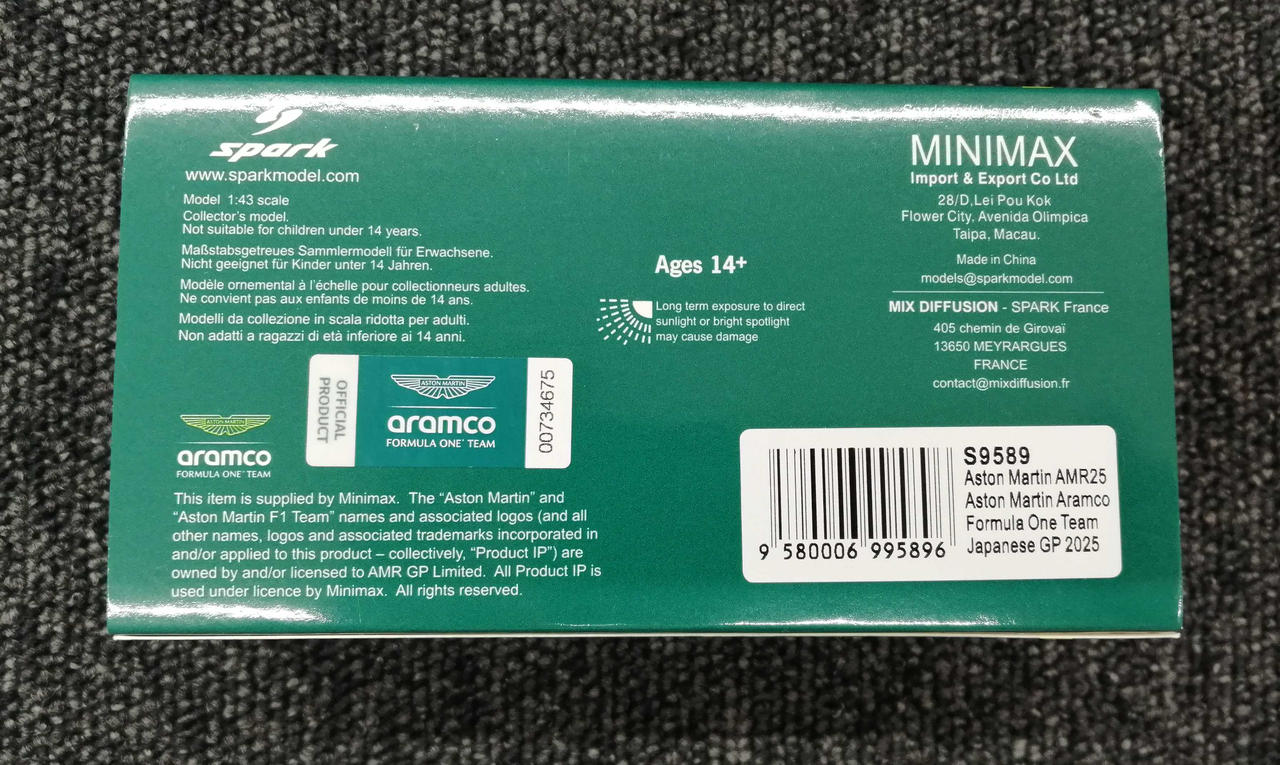 spark
www.sparkmodel.com
Model 1:43 scale
Collector's model.
Not suitable for children under 14 years.
Maßstabsgetreues Sammlermodell für Erwachsene.
Nicht geeignet für Kinder unter 14 Jahren.
Modèle ornemental à l'échelle pour collectionneurs adultes.
Ne convient pas aux enfants de moins de 14 ans.
Modelli da collezione in scala ridotta per adulti.
Non adatti a ragazzi di età inferiore ai 14 anni.
OFFICIAL
PRODUCT
ASTON MARTIN
aramco
FORMULA ONE™ TEAM
00734675
ASTON MARTIN
aramco
FORMULA ONE™ TEAM
This item is supplied by Minimax. The “Aston Martin” and
“Aston Martin F1 Team” names and associated logos (and all
other names, logos and associated trademarks incorporated in
and/or applied to this product – collectively, “Product IP”) are
owned by and/or licensed to AMR GP Limited. All Product IP is
used under licence by Minimax. All rights reserved.
Ages 14+
Long term exposure to direct
sunlight or bright spotlight
may cause damage
MINIMAX
Import & Export Co Ltd
28/D,Lei Pou Kok
Flower City, Avenida Olimpica
Taipa, Macau.
Made in China
models@sparkmodel.com
MIX DIFFUSION - SPARK France
405 chemin de Girovaï
13650 MEYRARGUES
FRANCE
contact@mixdiffusion.fr
S9589
Aston Martin AMR25
Aston Martin Aramco
Formula One Team
Japanese GP 2025
9 580006 995896